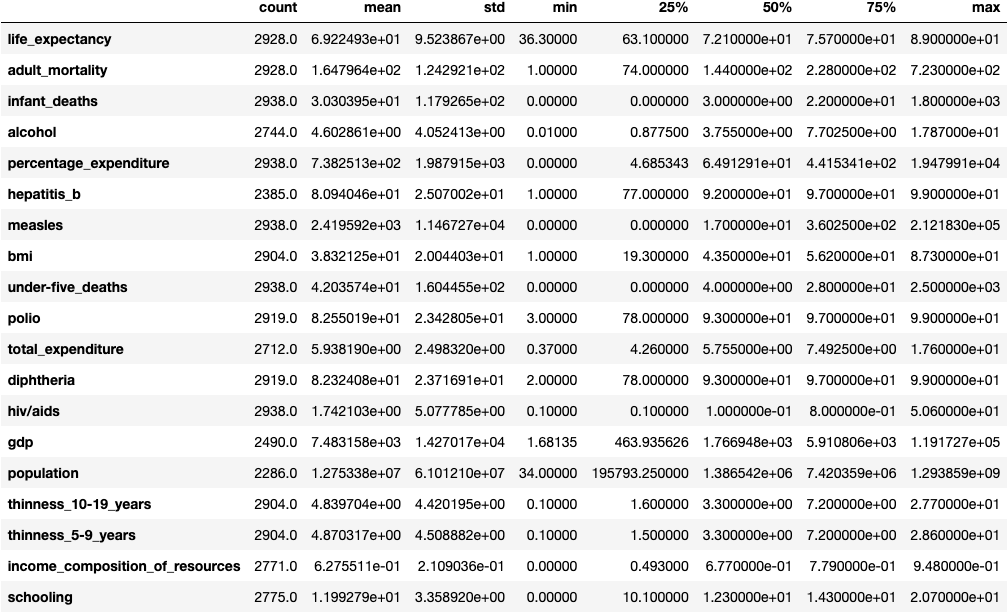 count mean std min 25% 50% 75% max
life_expectancy 2928.0 6.922493e+01 9.523867e+00 36.30000 63.100000 7.210000e+01 7.570000e+01 8.900000e+01
adult_mortality 2928.0 1.647964e+02 1.242921e+02 1.00000 74.000000 1.440000e+02 2.280000e+02 7.230000e+02
infant_deaths 2938.0 3.030395e+01 1.179265e+02 0.00000 0.000000 3.000000e+00 2.200000e+01 1.800000e+03
alcohol 2744.0 4.602861e+00 4.052413e+00 0.01000 0.877500 3.755000e+00 7.702500e+00 1.787000e+01
percentage_expenditure 2938.0 7.382513e+02 1.987915e+03 0.00000 4.685343 6.491291e+01 4.415341e+02 1.947991e+04
hepatitis_b 2385.0 8.094046e+01 2.507002e+01 1.00000 77.000000 9.200000e+01 9.700000e+01 9.900000e+01
measles 2938.0 2.419592e+03 1.146727e+04 0.00000 0.000000 1.700000e+01 3.602500e+02 2.121830e+05
bmi 2904.0 3.832125e+01 2.004403e+01 1.00000 19.300000 4.350000e+01 5.620000e+01 8.730000e+01
under-five_deaths 2938.0 4.203574e+01 1.604455e+02 0.00000 0.000000 4.000000e+00 2.800000e+01 2.500000e+03
polio 2919.0 8.255019e+01 2.342805e+01 3.00000 78.000000 9.300000e+01 9.700000e+01 9.900000e+01
total_expenditure 2712.0 5.938190e+00 2.498320e+00 0.37000 4.260000 5.755000e+00 7.492500e+00 1.760000e+01
diphtheria 2919.0 8.232408e+01 2.371691e+01 2.00000 78.000000 9.300000e+01 9.700000e+01 9.900000e+01
hiv/aids 2938.0 1.742103e+00 5.077785e+00 0.10000 0.100000 1.000000e-01 8.000000e-01 5.060000e+01
gdp 2490.0 7.483158e+03 1.427017e+04 1.68135 463.935626 1.766948e+03 5.910806e+03 1.191727e+05
population 2286.0 1.275338e+07 6.101210e+07 34.00000 195793.250000 1.386542e+06 7.420359e+06 1.293859e+09
thinness_10-19_years 2904.0 4.839704e+00 4.420195e+00 0.10000 1.600000 3.300000e+00 7.200000e+00 2.770000e+01
thinness_5-9_years 2904.0 4.870317e+00 4.508882e+00 0.10000 1.500000 3.300000e+00 7.200000e+00 2.860000e+01
income_composition_of_resources 2771.0 6.275511e-01 2.109036e-01 0.00000 0.493000 6.770000e-01 7.790000e-01 9.480000e-01
schooling 2775.0 1.199279e+01 3.358920e+00 0.00000 10.100000 1.230000e+01 1.430000e+01 2.070000e+01